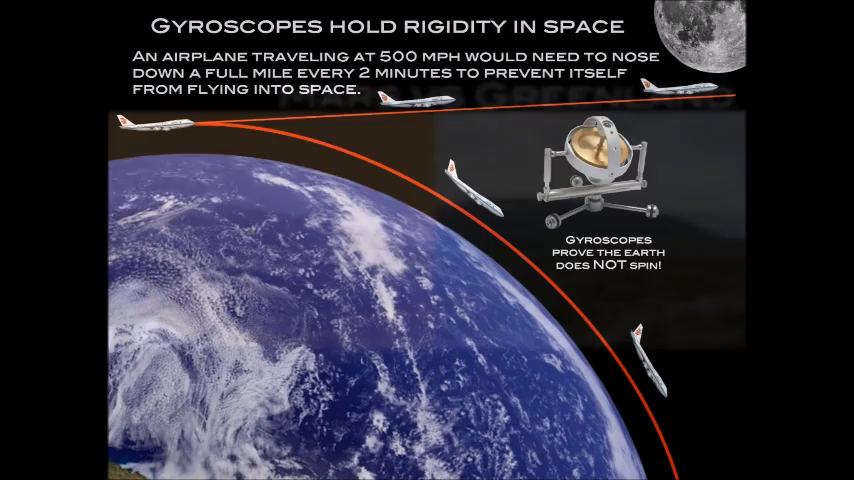 Gyroscopes hold rigidity in space
An airplane traveling at 500 mph would need to nose
down a full mile every 2 minutes to prevent itself
from flying into space.
Gyroscopes
prove the earth
does NOT spin!